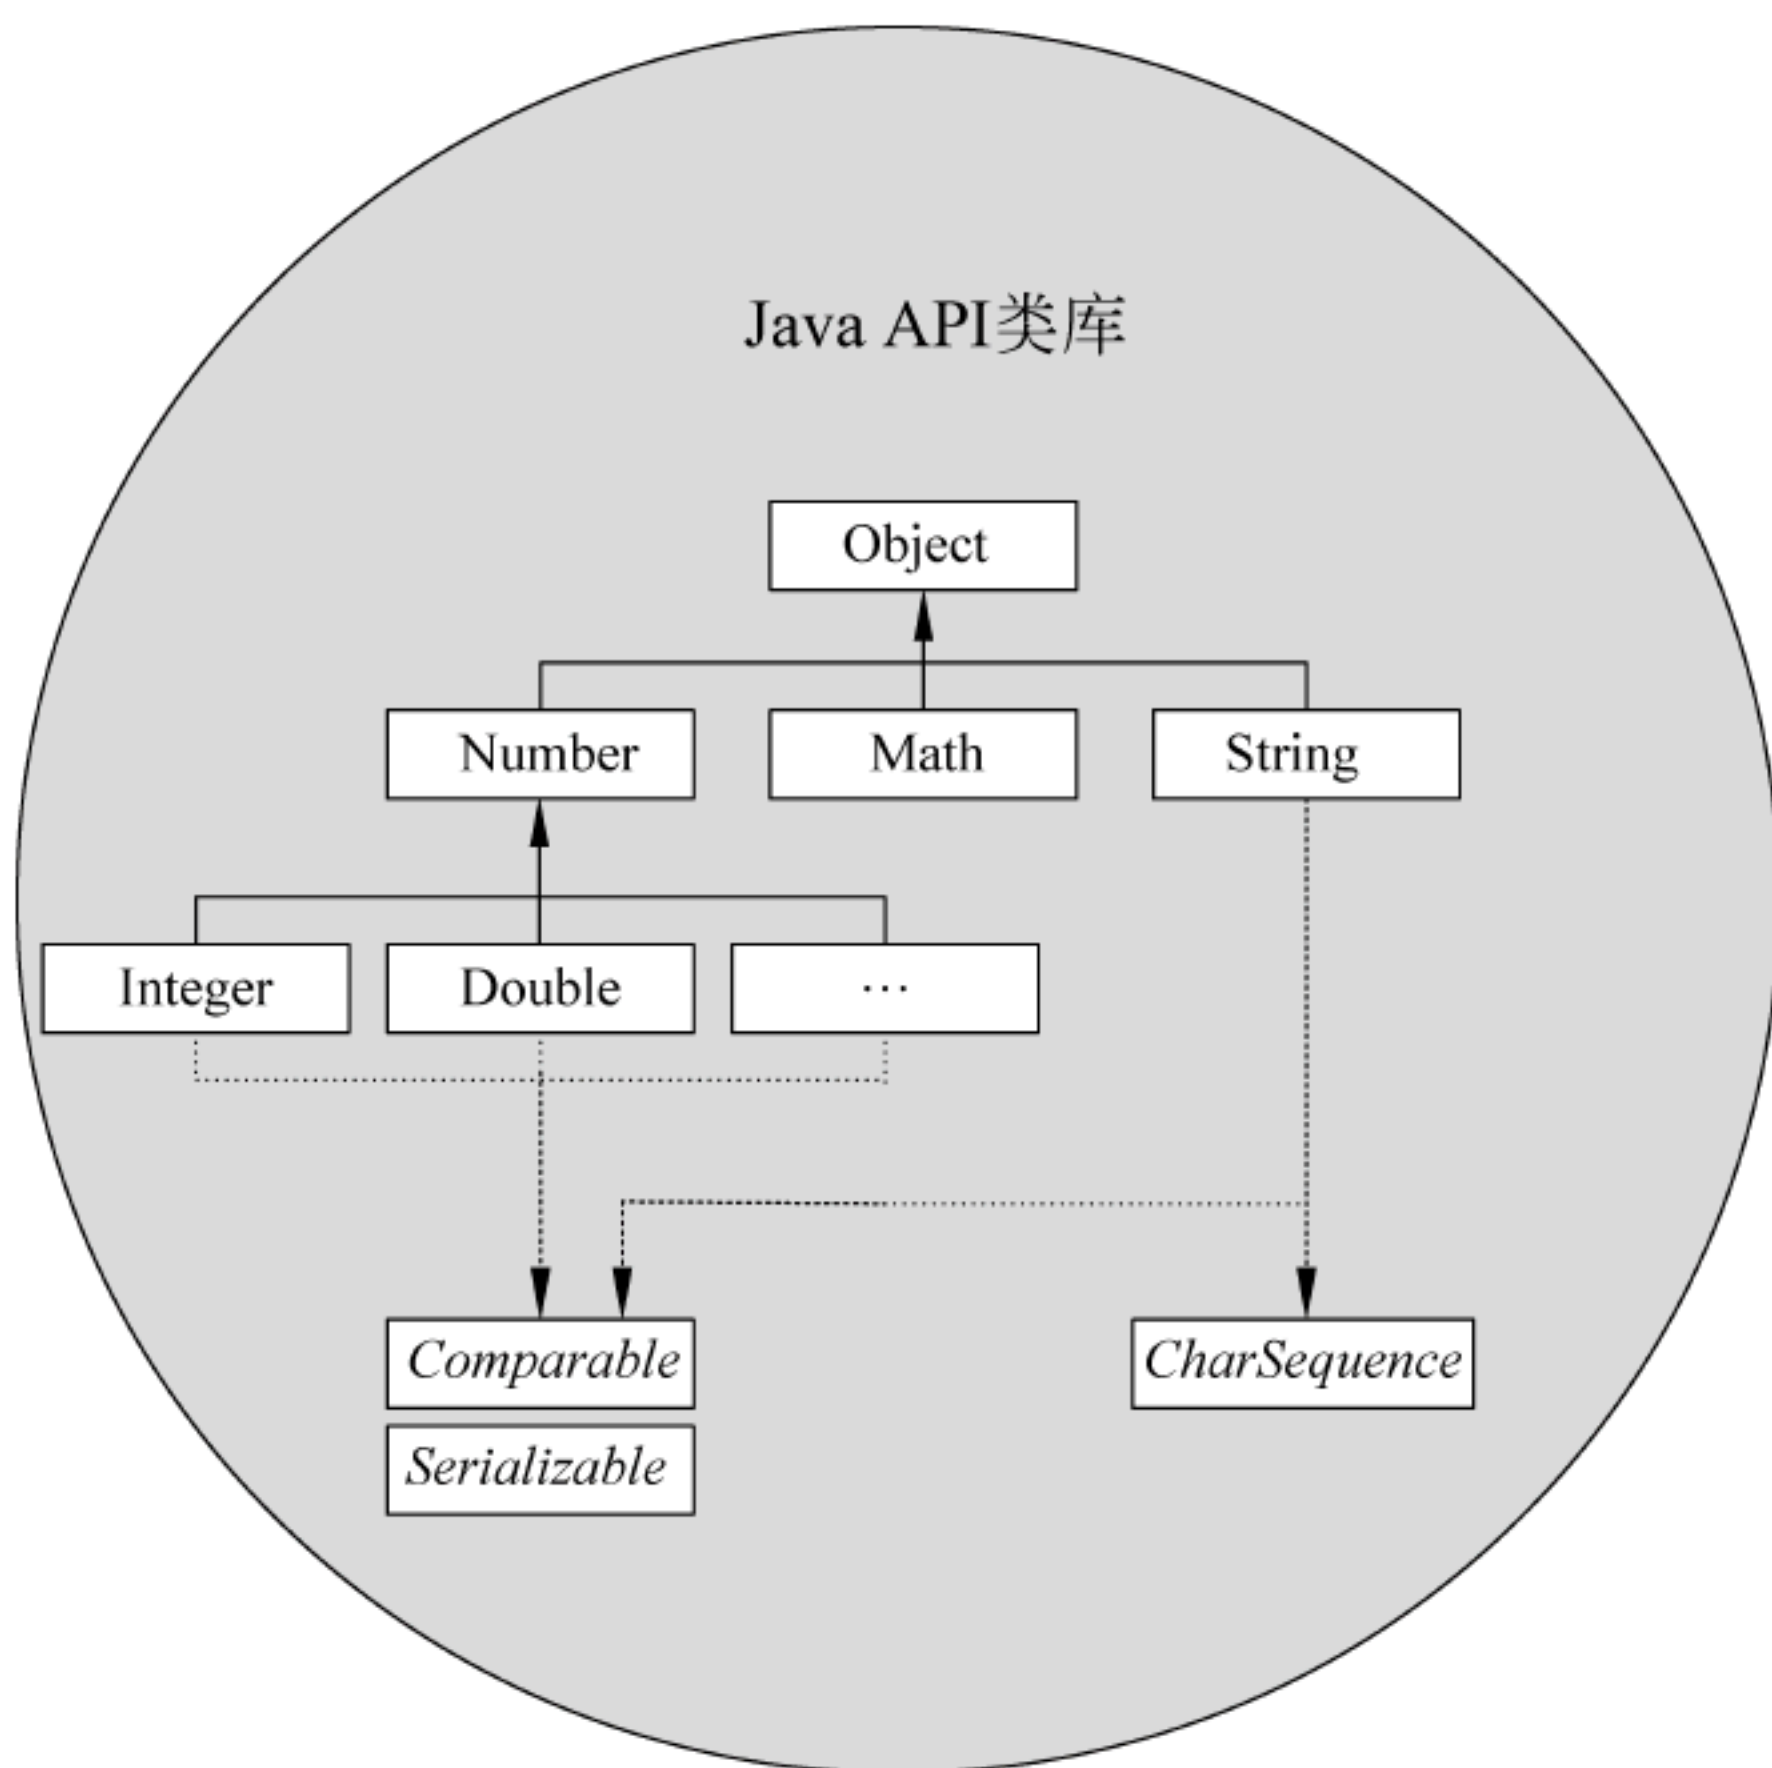 Java API类库
Object
Number
Math
String
Integer
Double
…
Comparable
CharSequence
Serializable